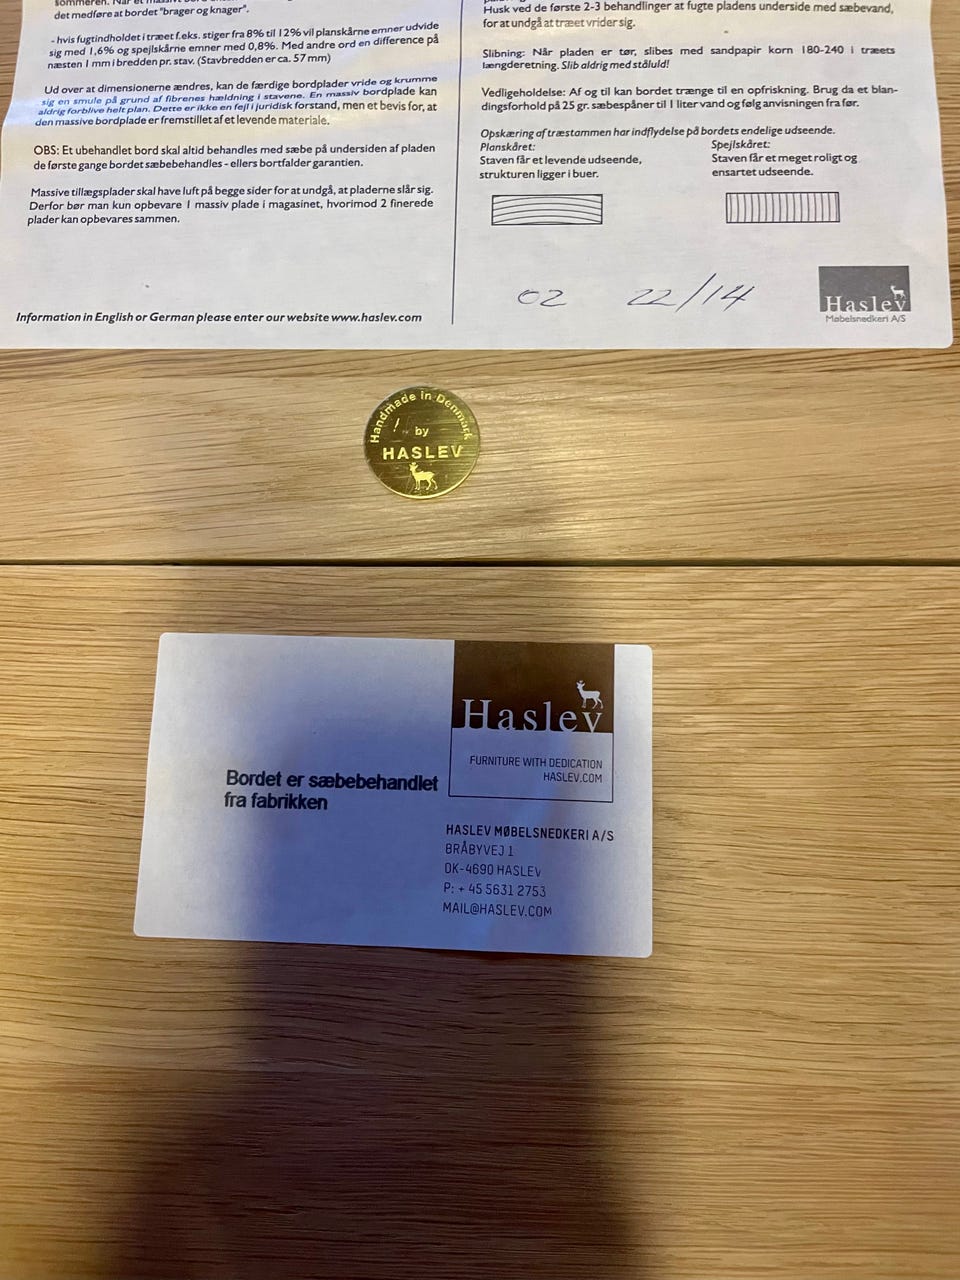 sommeren. Når et massivt bord
det medføre at bordet "brager og knager".
- hvis fugtindholdet i træet f.eks. stiger fra 8% til 12% vil planskårne emner udvide
sig med 1,6% og spejlskårne emner med 0,8%. Med andre ord en difference på
næsten 1 mm i bredden pr. stav. (Stavbredden er ca. 57 mm)
Ud over at dimensionerne ændres, kan de færdige bordplader vride og krumme
sig en smule på grund af fibrenes hældning i stavene. En massiv bordplade kan
aldrig forblive helt plan. Dette er ikke en fejl i juridisk forstand, men et bevis for, at
den massive bordplade er fremstillet af et levende materiale.
OBS: Et ubehandlet bord skal altid behandles med sæbe på undersiden af pladen
de første gange bordet sæbebehandles - ellers bortfalder garantien.
Massive tillægsplader skal have luft på begge sider for at undgå, at pladerne slår sig.
Derfor bør man kun opbevare 1 massiv plade i magasinet, hvorimod 2 finerede
plader kan opbevares sammen.
Information in English or German please enter our website www.haslev.com
Husk ved de første 2-3 behandlinger at fugte pladens underside med sæbevand,
for at undgå at træet vrider sig.
Slibning: Når pladen er tør, slibes med sandpapir korn 180-240 i træets
længderetning. Slib aldrig med ståluld!
Vedligeholdelse: Af og til kan bordet trænge til en opfriskning. Brug da et blan-
dingsforhold på 25 gr. sæbespåner til 1 liter vand og følg anvisningen fra før.
Opskæring af træstammen har indflydelse på bordets endelige udseende.
Planskåret:
Staven får et levende udseende,
strukturen ligger i buer.
Spejlskåret:
Staven får et meget roligt og
ensartet udseende.
02 22/14
Haslev
Møbelsnedkeri A/S
Handmade in Denmark
by
HASLEV
Haslev
FURNITURE WITH DEDICATION
HASLEV.COM
Bordet er sæbebehandlet
fra fabrikken
HASLEV MØBELSNEDKERI A/S
BRÅBYVEJ 1
DK-4690 HASLEV
P: + 45 5631 2753
MAIL@HASLEV.COM